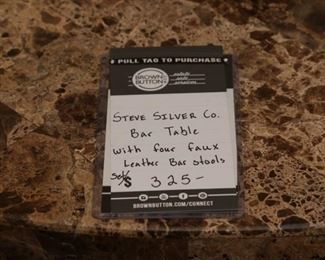 PULL TAG TO PURCHASE
BROWN
BUTTON
STEVE SILVER CO.
Bar Table
with four faux
Leather Bar stools
Set/$ 325-
BROWNBUTTON.COM/CONNECT